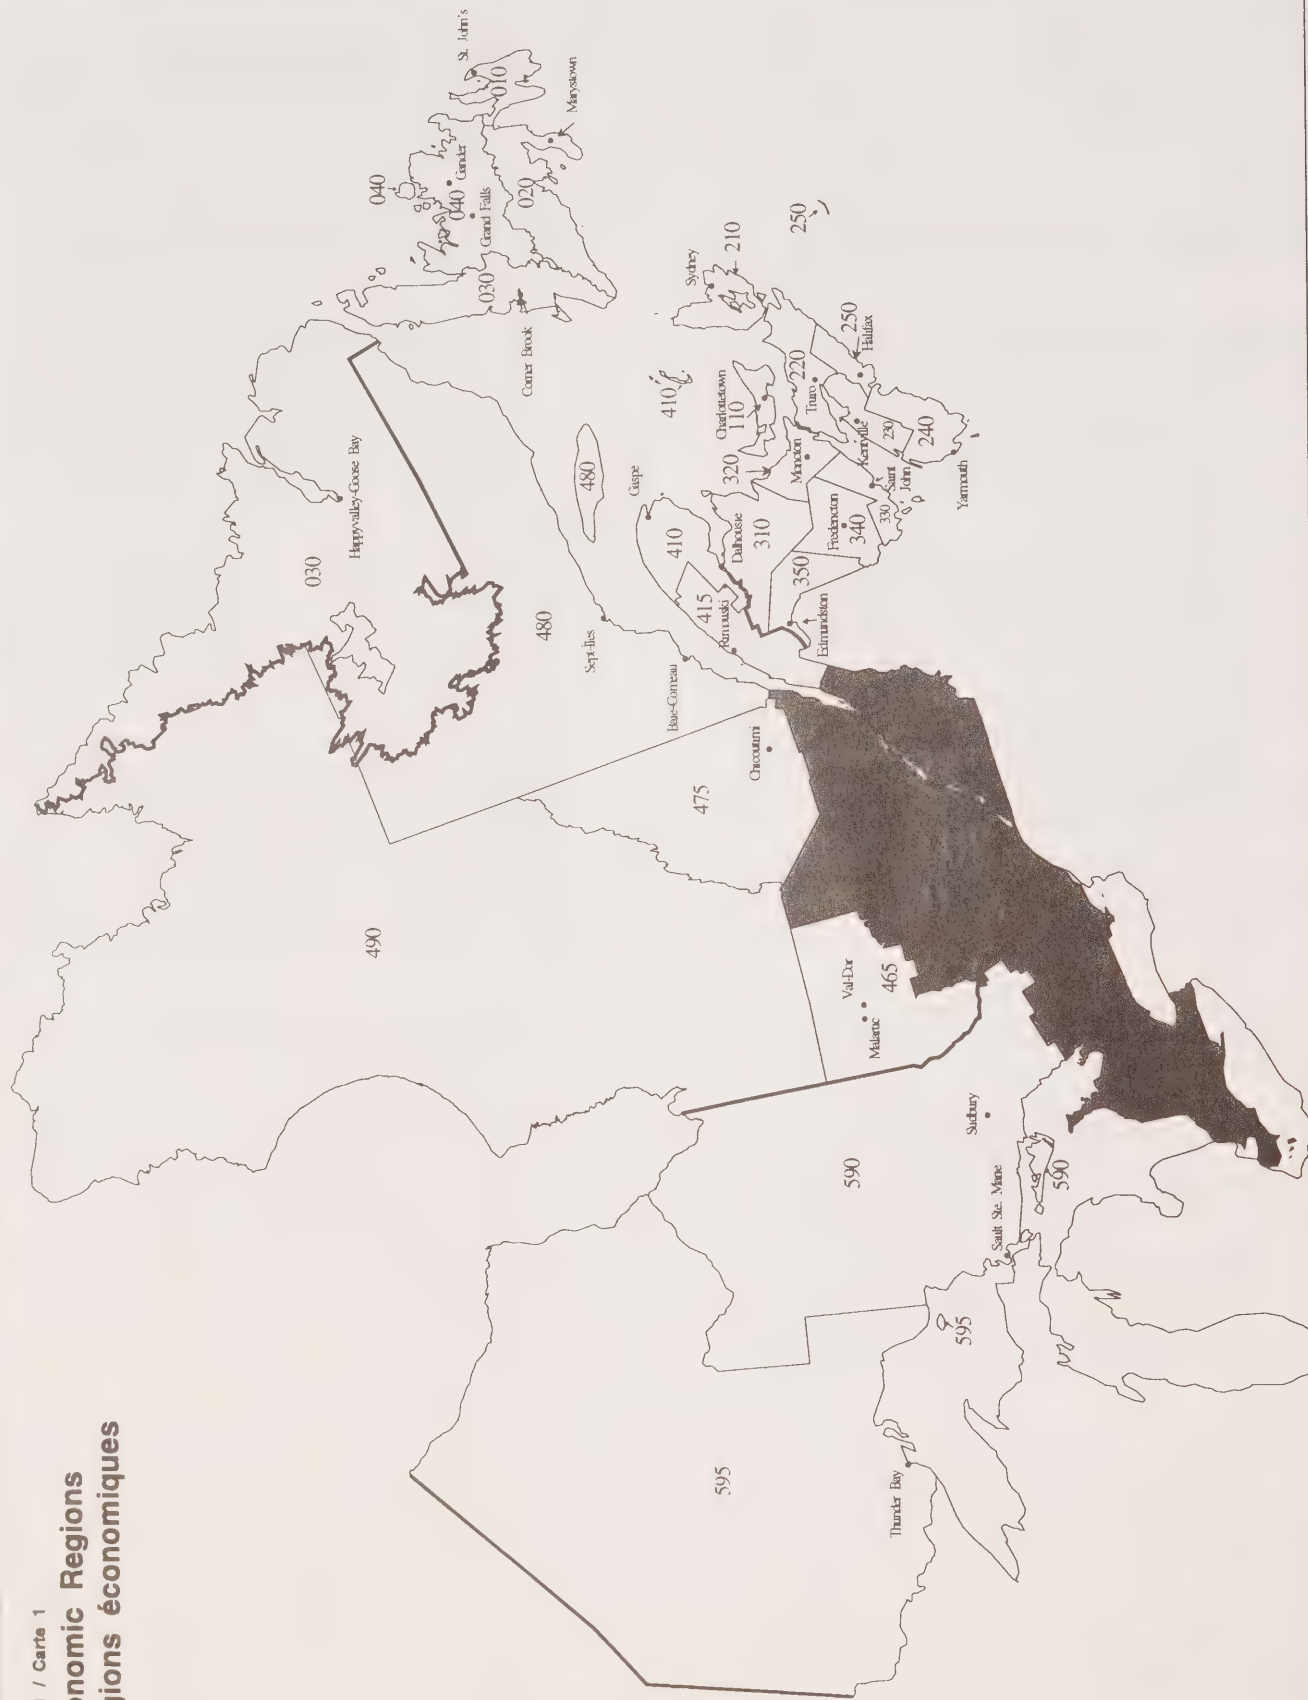 / Carte 1
onomic Regions
gions économiques
St. John's
010
Marystown
040
Gander
040
Grand Falls
020
030
Corner Brook
Happyvalley-Goose Bay
030
250
210
Sydney
250
Halifax
410
Charlottetown
110
220
Truro
320
Moncton
Kentville
230
240
Yarmouth
Saint
John
330
Fredericton
340
350
310
Dalhousie
Edmundston
480
Gaspe
410
415
Rimouski
480
Sept-Îles
Baie-Comeau
Chicoutimi
475
490
Val-Dor
465
Malartic
Sudbury
590
590
Sault Ste. Marie
595
595
Thunder Bay